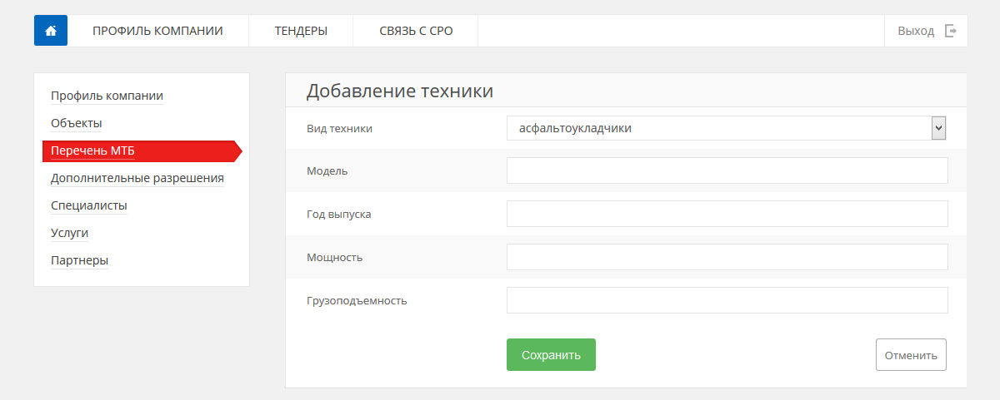 ПРОФИЛЬ КОМПАНИИ ТЕНДЕРЫ СВЯЗЬ С СРО Выход
Профиль компании
Объекты
Перечень МТБ
Дополнительные разрешения
Специалисты
Услуги
Партнеры
Добавление техники
Вид техники асфальтоукладчики
Модель
Год выпуска
Мощность
Грузоподъемность
Сохранить Отменить